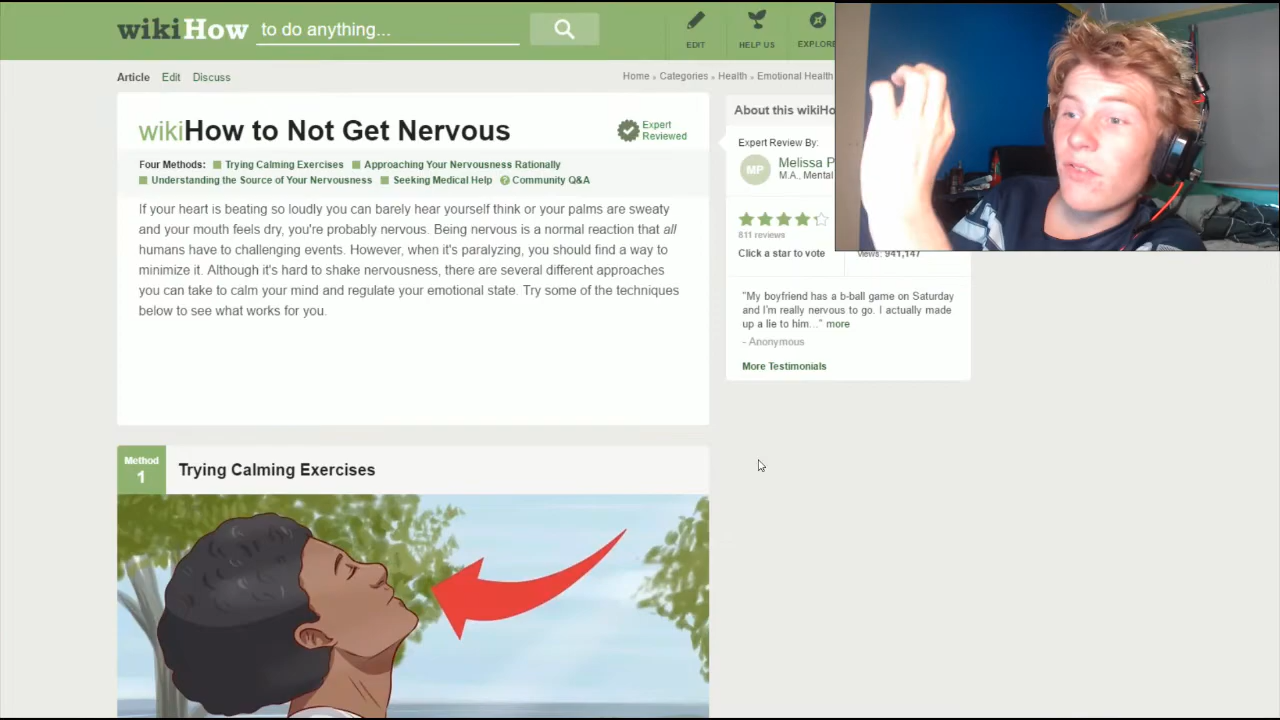 wikiHow to do anything...
EDIT
HELP US
EXPLORE
Article Edit Discuss
Home » Categories » Health » Emotional Health
wikiHow to Not Get Nervous
Expert
Reviewed
Four Methods: Trying Calming Exercises Approaching Your Nervousness Rationally
Understanding the Source of Your Nervousness Seeking Medical Help Community Q&A
If your heart is beating so loudly you can barely hear yourself think or your palms are sweaty
and your mouth feels dry, you're probably nervous. Being nervous is a normal reaction that all
humans have to challenging events. However, when it's paralyzing, you should find a way to
minimize it. Although it's hard to shake nervousness, there are several different approaches
you can take to calm your mind and regulate your emotional state. Try some of the techniques
below to see what works for you.
About this wikiHo
Expert Review By:
MP
Melissa P
M.A., Mental
811 reviews
Click a star to vote
Views: 941,147
"My boyfriend has a b-ball game on Saturday
and I'm really nervous to go. I actually made
up a lie to him..." more
- Anonymous
More Testimonials
Method
1
Trying Calming Exercises